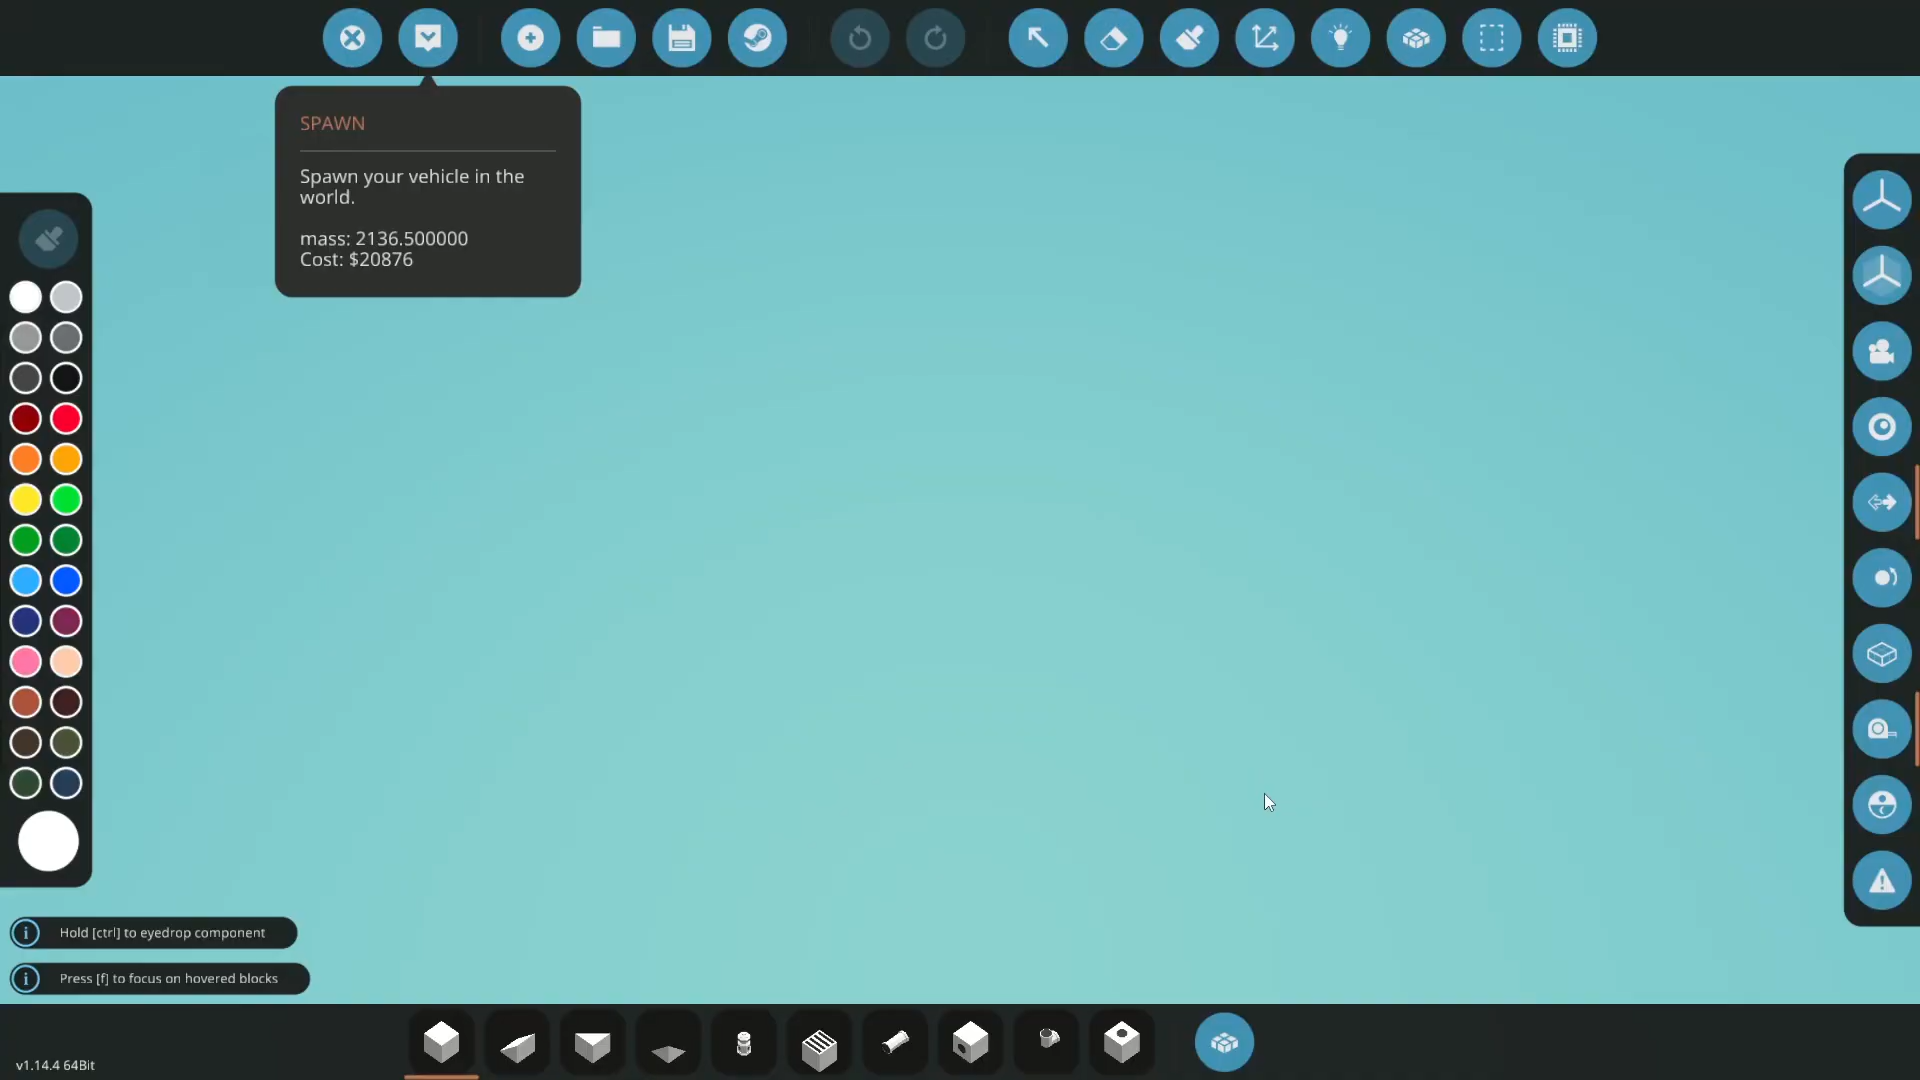 SPAWN
Spawn your vehicle in the
world.
mass: 2136.500000
Cost: $20876
Hold [ctrl] to eyedrop component
Press [f] to focus on hovered blocks
v1.14.4 64Bit